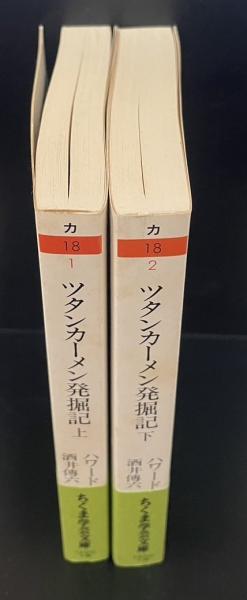 カ
18
1
ツタンカーメン発掘記 上
ハワード
酒井傳六
ちくま学芸文庫
カ
18
2
ツタンカーメン発掘記 下
ハワード
酒井傳六
ちくま学芸文庫